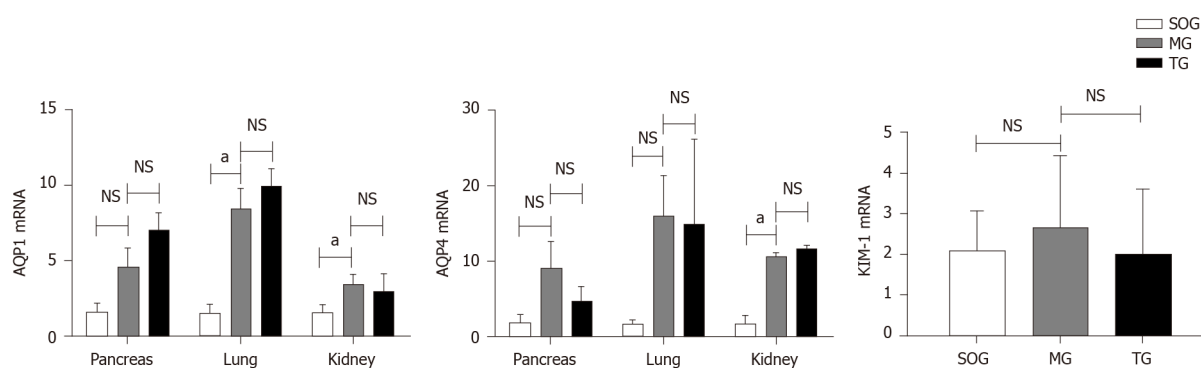 SOG
MG
TG
15
10
5
0
AQP1 mRNA
NS
NS
a
NS
a
NS
Pancreas
Lung
Kidney
30
20
10
0
AQP4 mRNA
NS
NS
NS
NS
a
NS
Pancreas
Lung
Kidney
5
4
3
2
1
0
KIM-1 mRNA
NS
NS
SOG
MG
TG